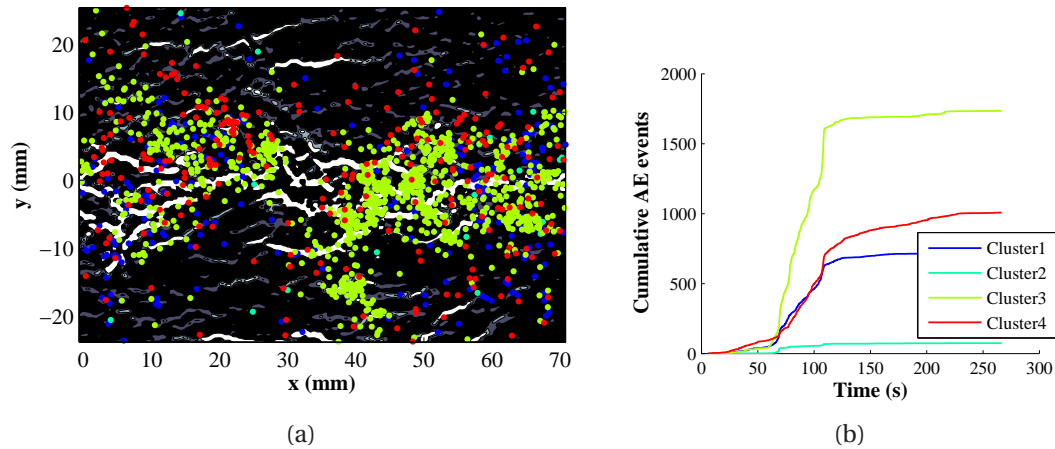 20
10
0
−10
−20
y (mm)
0 10 20 30 40 50 60 70
x (mm)
(a)
2000
1500
1000
500
0
Cumulative AE events
0 50 100 150 200 250 300
Time (s)
Cluster1
Cluster2
Cluster3
Cluster4
(b)